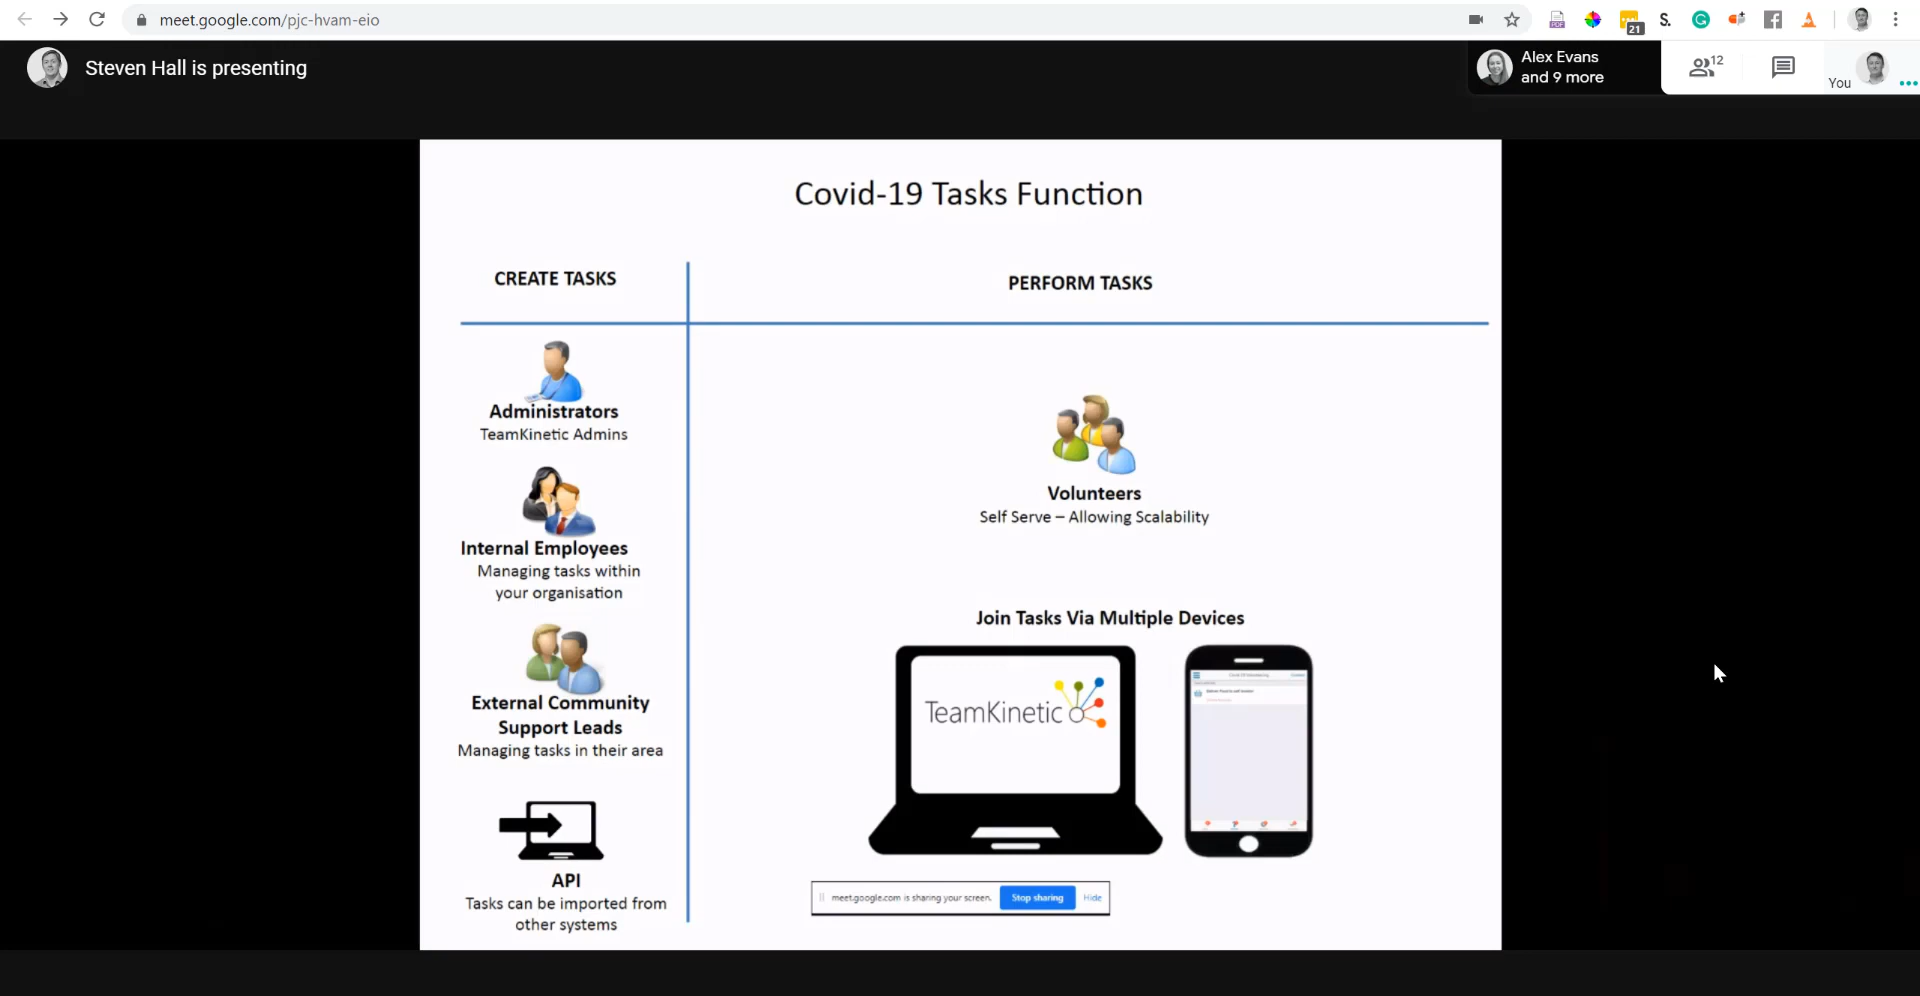 meet.google.com/pjc-hvam-eio
21
S.
Steven Hall is presenting
Alex Evans
and 9 more
12
You
Covid-19 Tasks Function
CREATE TASKS
PERFORM TASKS
Administrators
TeamKinetic Admins
Internal Employees
Managing tasks within
your organisation
External Community
Support Leads
Managing tasks in their area
API
Tasks can be imported from
other systems
Volunteers
Self Serve – Allowing Scalability
Join Tasks Via Multiple Devices
TeamKinetic
meet.google.com is sharing your screen.
Stop sharing
Hide